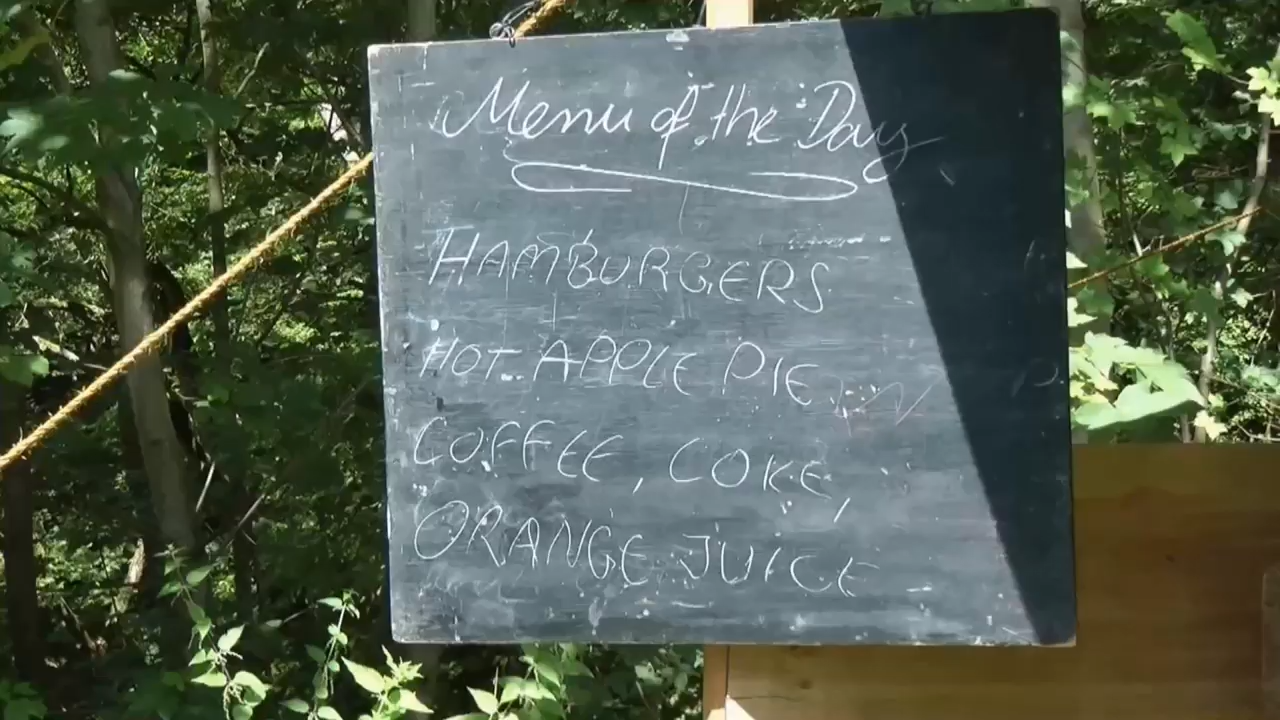 Menu of the Day
HAMBURGERS
HOT APPLE PIE
COFFEE, COKE,
ORANGE JUICE